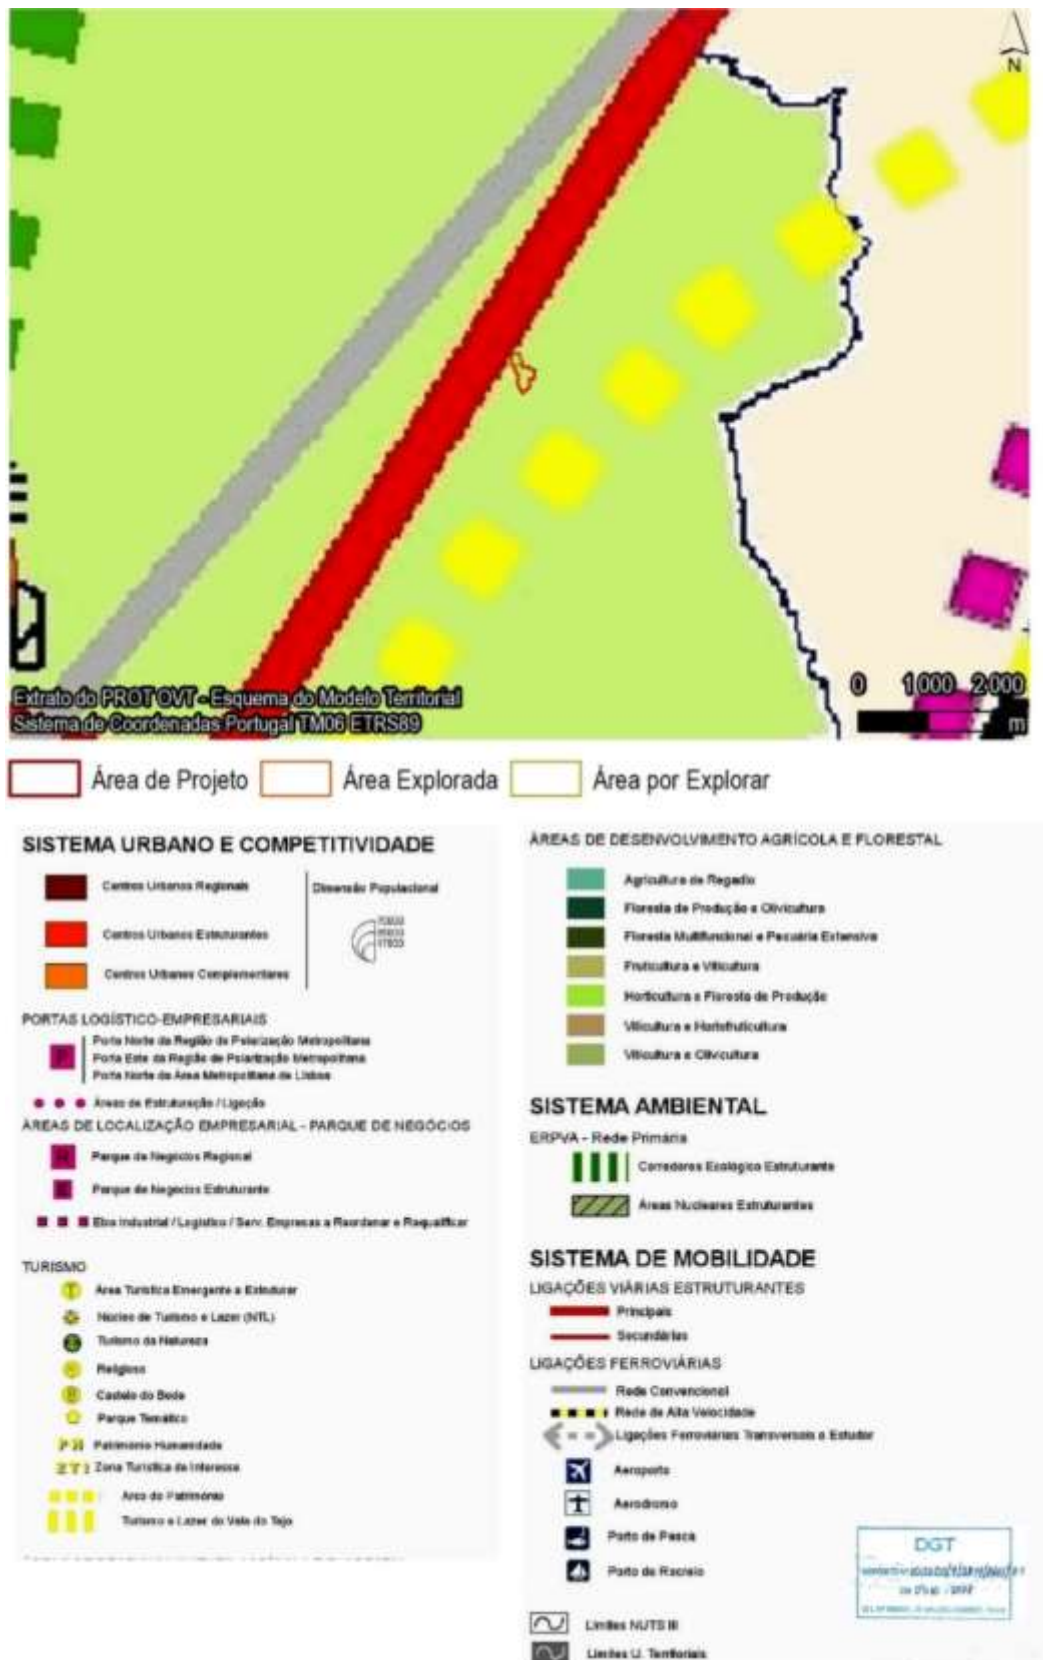 N
0 1000 2000
m
Extrato do PROT OVT - Esquema do Modelo Territorial
Sistema de Coordenadas Portugal TM06 ETRS89
Área de Projeto
Área Explorada
Área por Explorar
SISTEMA URBANO E COMPETITIVIDADE
Centros Urbanos Regionais
Dimensão Populacional
Centros Urbanos Estruturantes
Centros Urbanos Complementares
PORTAS LOGÍSTICO-EMPRESARIAIS
P
Porta Norte da Região de Polarização Metropolitana
Porta Este da Região de Polarização Metropolitana
Porta Norte da Área Metropolitana de Lisboa
Áreas de Estruturação / Ligação
ÁREAS DE LOCALIZAÇÃO EMPRESARIAL - PARQUE DE NEGÓCIOS
Parque de Negócios Regional
Parque de Negócios Estruturante
Eixo Industrial / Logístico / Serv. Empresas a Reordenar e Requalificar
TURISMO
T Área Turística Emergente a Estruturar
Núcleo de Turismo e Lazer (NTL)
Turismo da Natureza
Religioso
Castelo do Bode
Parque Temático
P H Património Humanidade
Z T I Zona Turística de Interesse
Arco do Património
Turismo e Lazer do Vale do Tejo
ÁREAS DE DESENVOLVIMENTO AGRÍCOLA E FLORESTAL
Agricultura de Regadio
Floresta de Produção e Olivicultura
Floresta Multifuncional e Pecuária Extensiva
Fruticultura e Viticultura
Horticultura e Floresta de Produção
Viticultura e Hortofruticultura
Viticultura e Olivicultura
SISTEMA AMBIENTAL
ERPVA - Rede Primária
Corredores Ecológico Estruturante
Áreas Nucleares Estruturantes
SISTEMA DE MOBILIDADE
LIGAÇÕES VIÁRIAS ESTRUTURANTES
Principais
Secundárias
LIGAÇÕES FERROVIÁRIAS
Rede Convencional
Rede de Alta Velocidade
Ligações Ferroviárias Transversais a Estudar
Aeroporto
Aeródromo
Porto de Pesca
Porto de Recreio
DGT
Limites NUTS III
Limites U. Territoriais